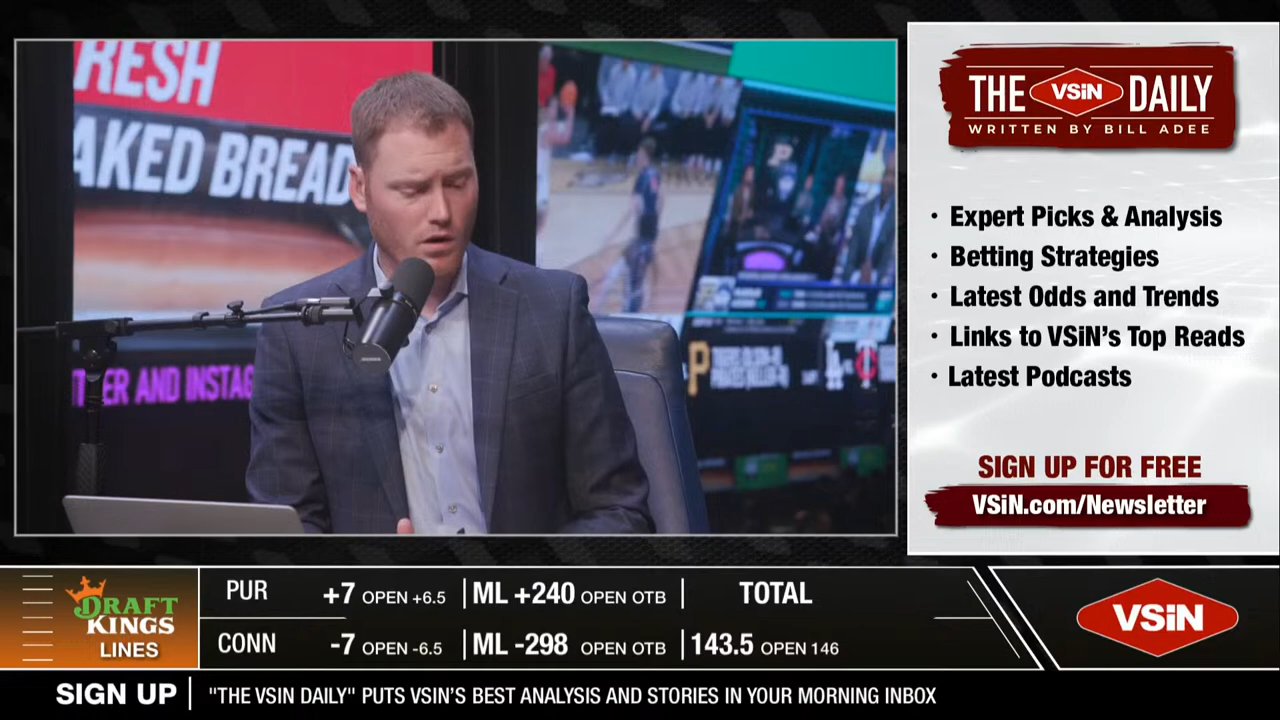 RESH
AKED BREAD
ER AND INSTAG
P
THE VSiN DAILY
WRITTEN BY BILL ADEE
• Expert Picks & Analysis
• Betting Strategies
• Latest Odds and Trends
• Links to VSiN's Top Reads
• Latest Podcasts
SIGN UP FOR FREE
VSiN.com/Newsletter
DRAFT
KINGS
LINES
PUR +7 OPEN +6.5 ML +240 OPEN OTB TOTAL
CONN -7 OPEN -6.5 ML -298 OPEN OTB 143.5 OPEN 146
VSiN
SIGN UP "THE VSIN DAILY" PUTS VSIN'S BEST ANALYSIS AND STORIES IN YOUR MORNING INBOX